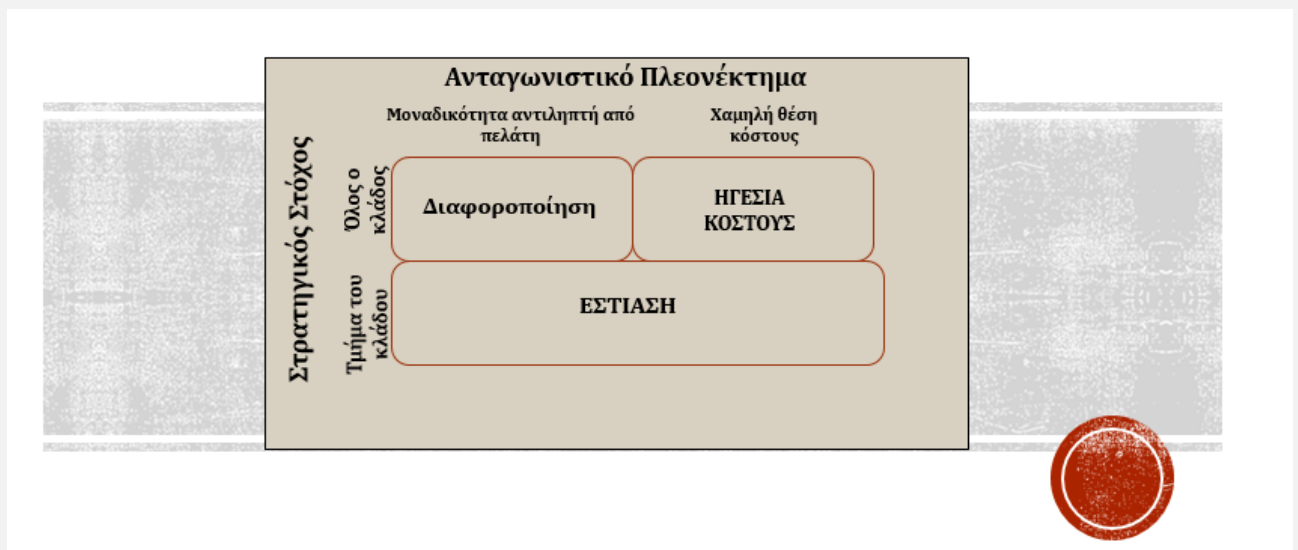 Ανταγωνιστικό Πλεονέκτημα
Μοναδικότητα αντιληπτή από
πελάτη
Χαμηλή θέση
κόστους
Στρατηγικός Στόχος
Όλος ο
κλάδος
Διαφοροποίηση
ΗΓΕΣΙΑ
ΚΟΣΤΟΥΣ
Τμήμα του
κλάδου
ΕΣΤΙΑΣΗ